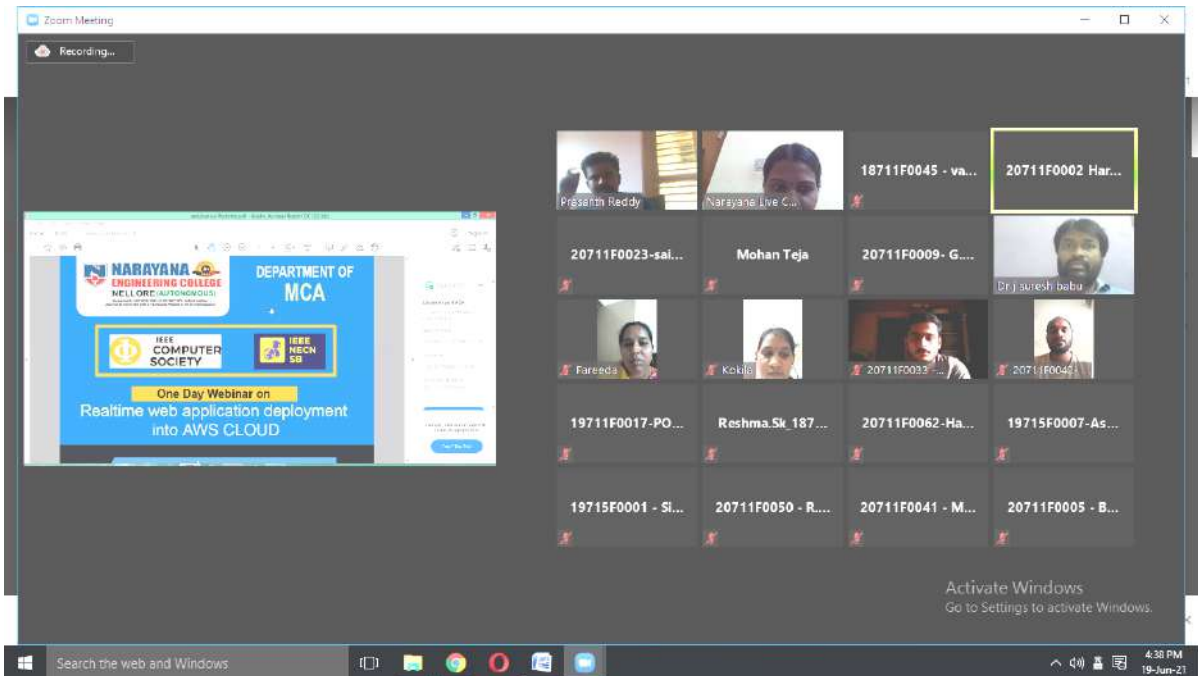 Zoom Meeting
Recording...
NARAYANA
ENGINEERING COLLEGE
NELLORE (AUTONOMOUS)
DEPARTMENT OF
MCA
IEEE
COMPUTER
SOCIETY
IEEE
NECN
SB
One Day Webinar on
Realtime web application deployment
into AWS CLOUD
Prasanth Reddy
Narayana Live C...
18711F0045 - va...
20711F0002 Har...
20711F0023-sai...
Mohan Teja
20711F0009- G....
Dr j suresh babu
Fareeda
Kokila
20711F0033 -...
20711F0042-
19711F0017-PO...
Reshma.Sk_187...
20711F0062-Ha...
19715F0007-As...
19715F0001 - Si...
20711F0050 - R....
20711F0041 - M...
20711F0005 - B...
Activate Windows
Go to Settings to activate Windows.
Search the web and Windows
4:38 PM
19-Jun-21